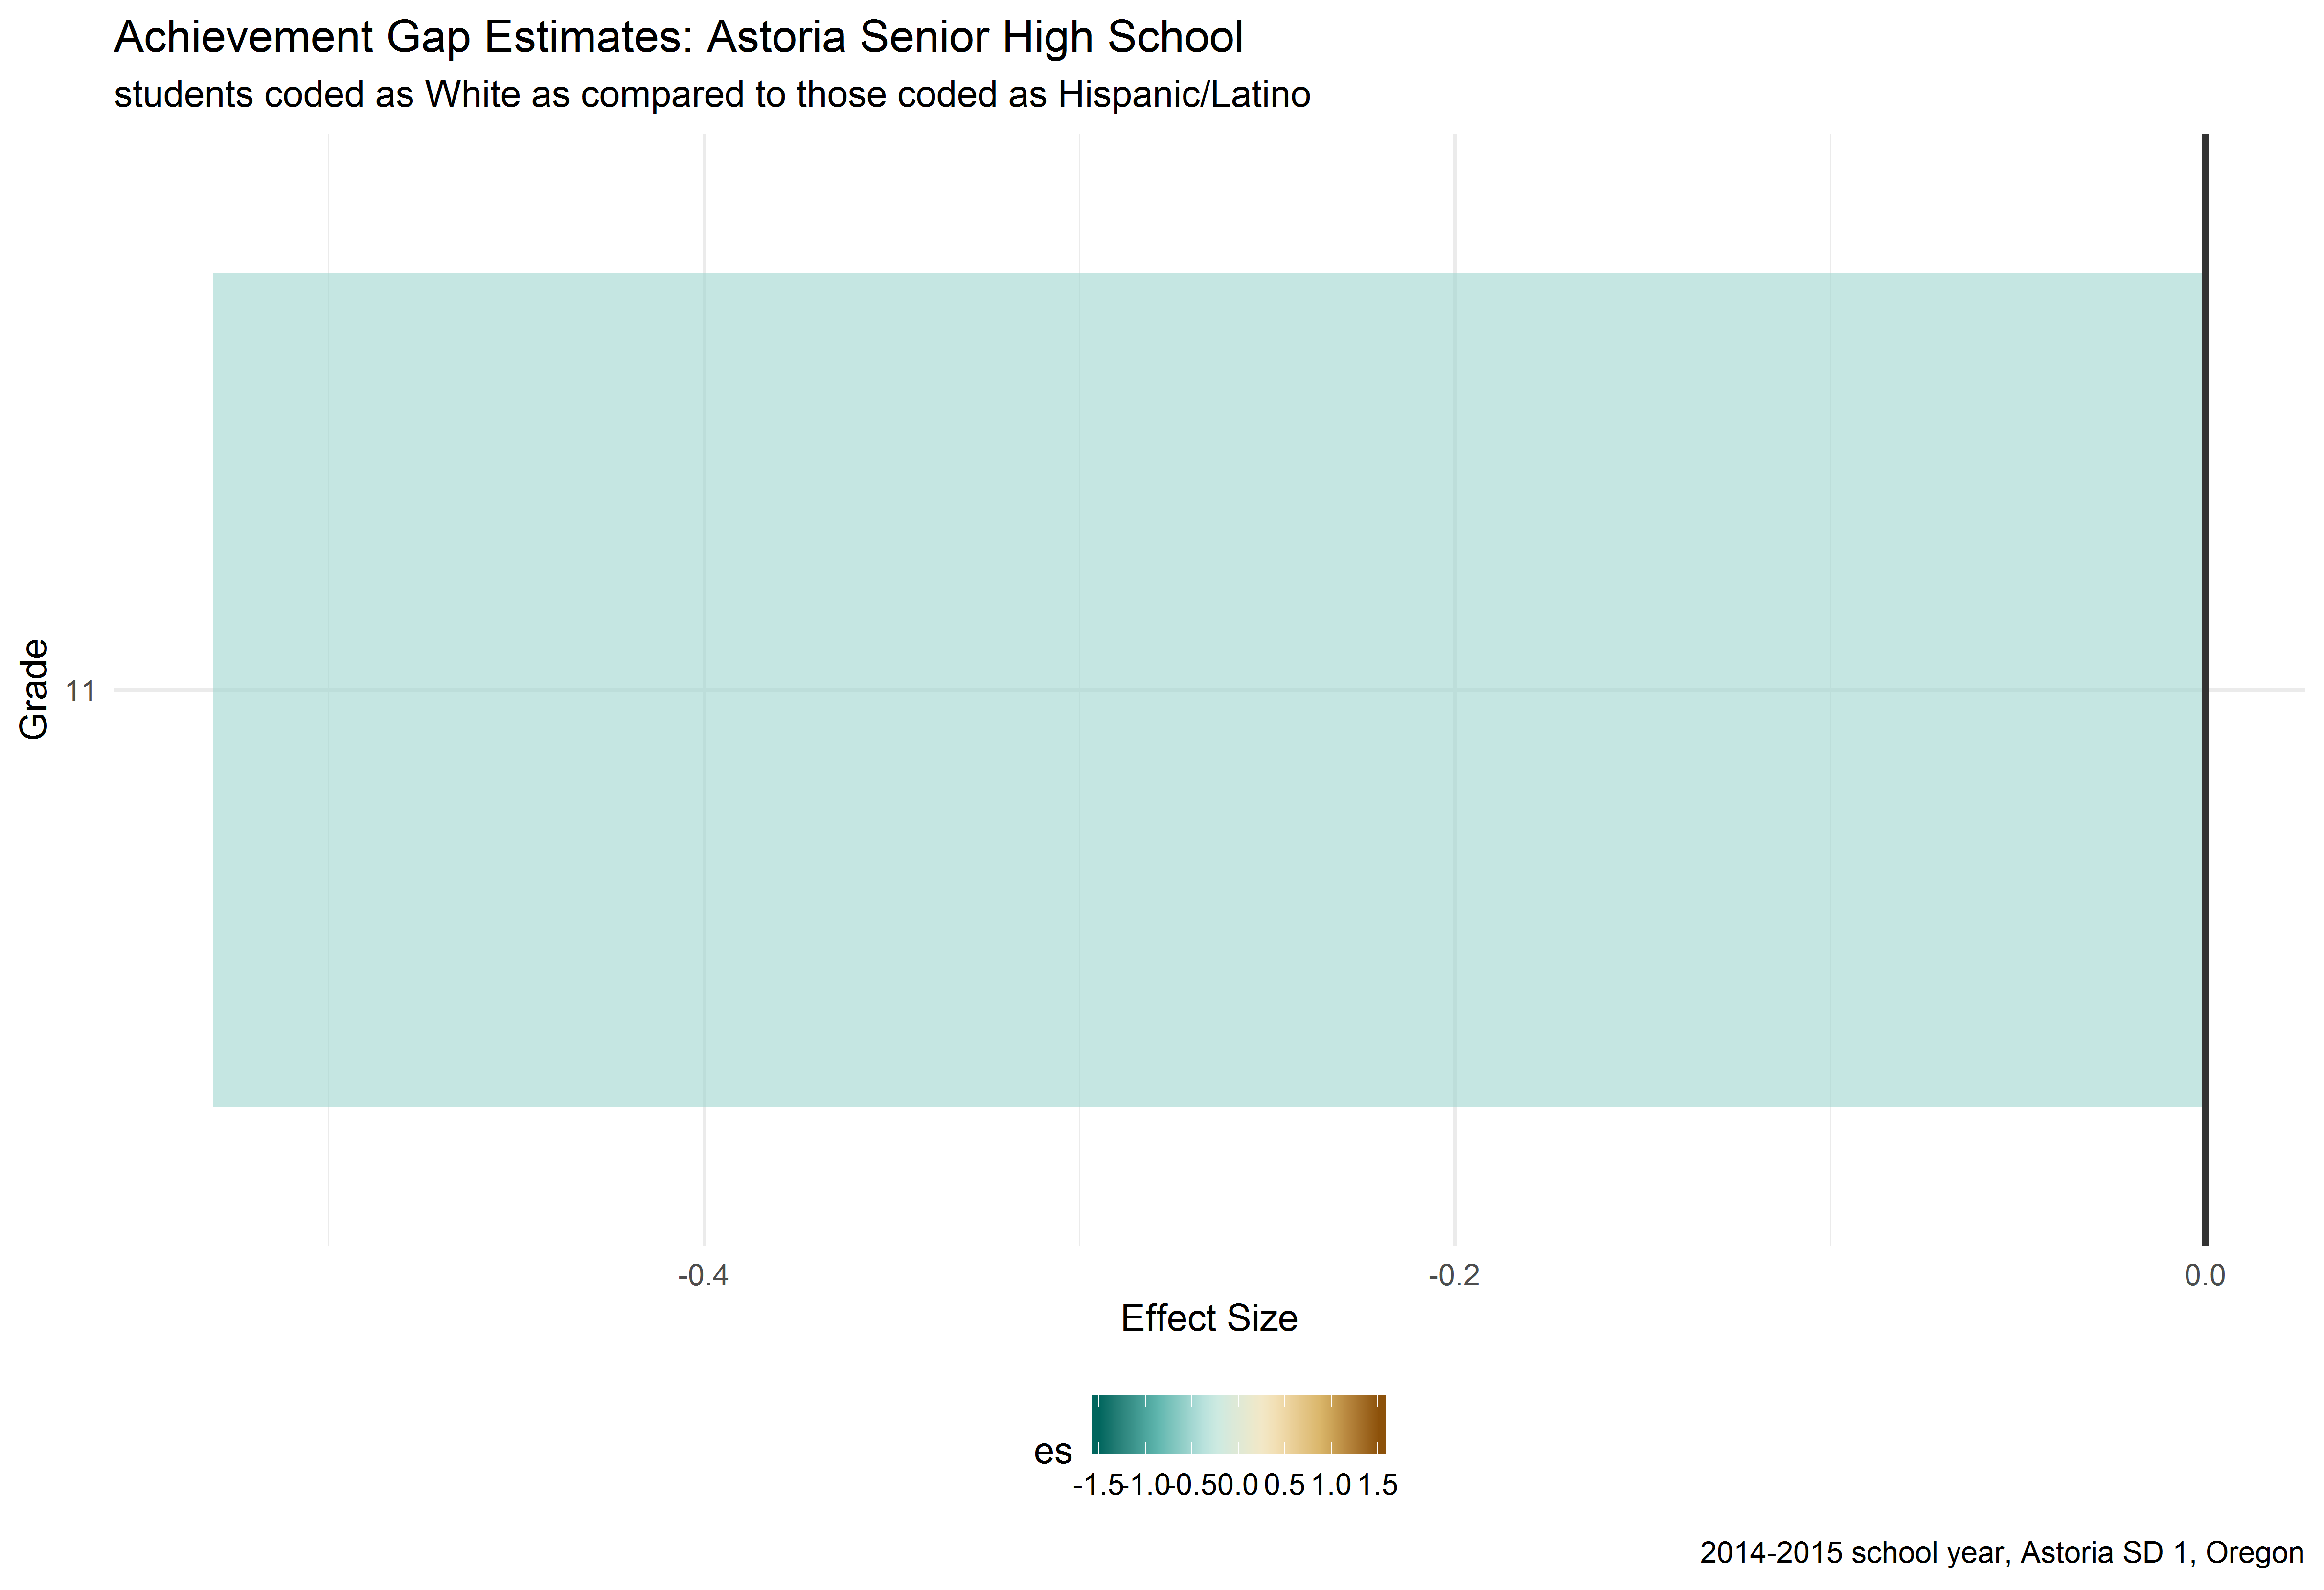 Achievement Gap Estimates: Astoria Senior High School
students coded as White as compared to those coded as Hispanic/Latino
Grade
11
-0.4 -0.2 0.0
Effect Size
es
-1.5 -1.0 -0.5 0.0 0.5 1.0 1.5
2014-2015 school year, Astoria SD 1, Oregon